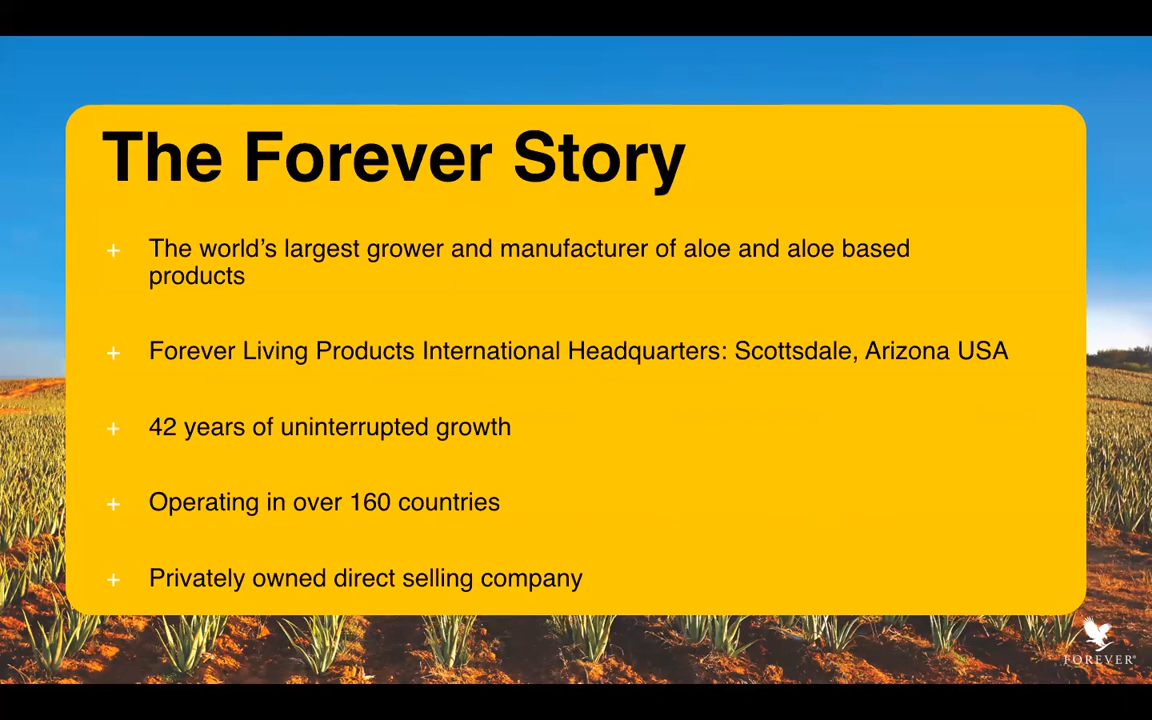 The Forever Story
+ The world’s largest grower and manufacturer of aloe and aloe based
products
+ Forever Living Products International Headquarters: Scottsdale, Arizona USA
+ 42 years of uninterrupted growth
+ Operating in over 160 countries
+ Privately owned direct selling company
FOREVER®